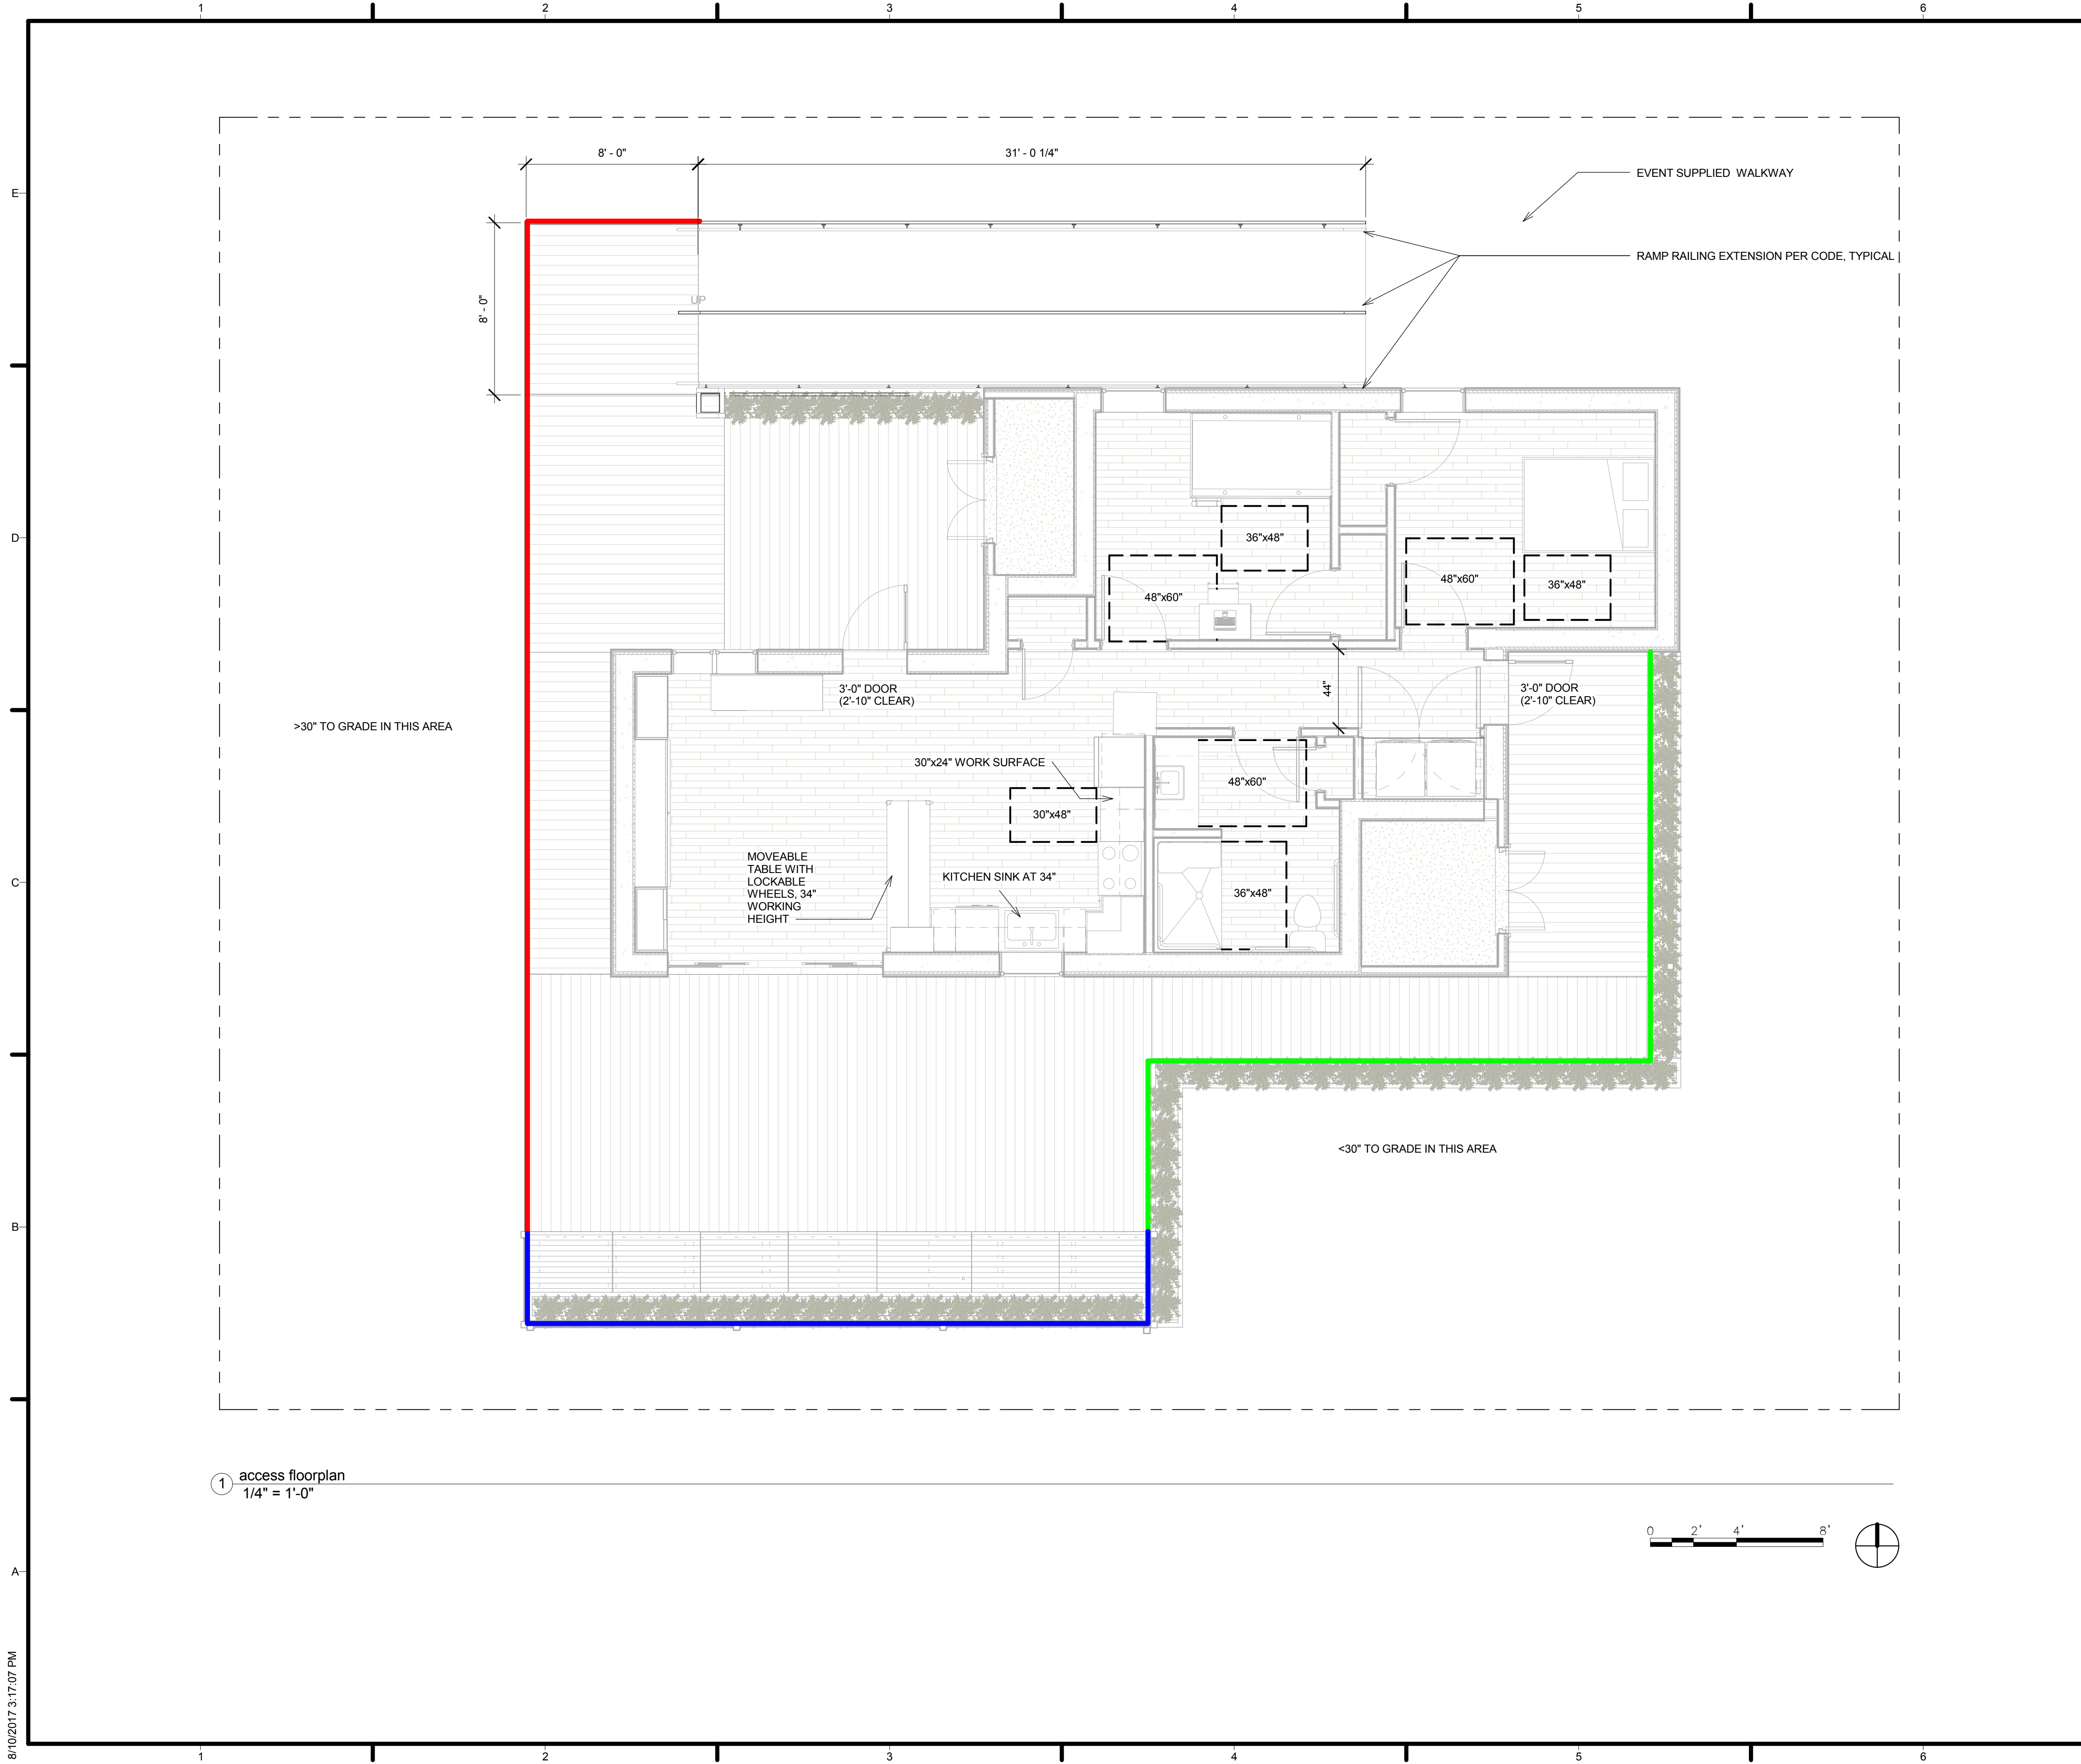 1 2 3 4 5 6
8' - 0"
31' - 0 1/4"
EVENT SUPPLIED WALKWAY
E
RAMP RAILING EXTENSION PER CODE, TYPICAL
8' - 0"
UP
D
36"x48"
48"x60"
48"x60"
36"x48"
3'-0" DOOR
(2'-10" CLEAR)
44"
3'-0" DOOR
(2'-10" CLEAR)
>30" TO GRADE IN THIS AREA
30"x24" WORK SURFACE
48"x60"
30"x48"
MOVEABLE
TABLE WITH
LOCKABLE
WHEELS, 34"
WORKING
HEIGHT
KITCHEN SINK AT 34"
C
36"x48"
<30" TO GRADE IN THIS AREA
B
1
access floorplan
1/4" = 1'-0"
0 2' 4' 8'
A
8/10/2017 3:17:07 PM
1 2 3 4 5 6